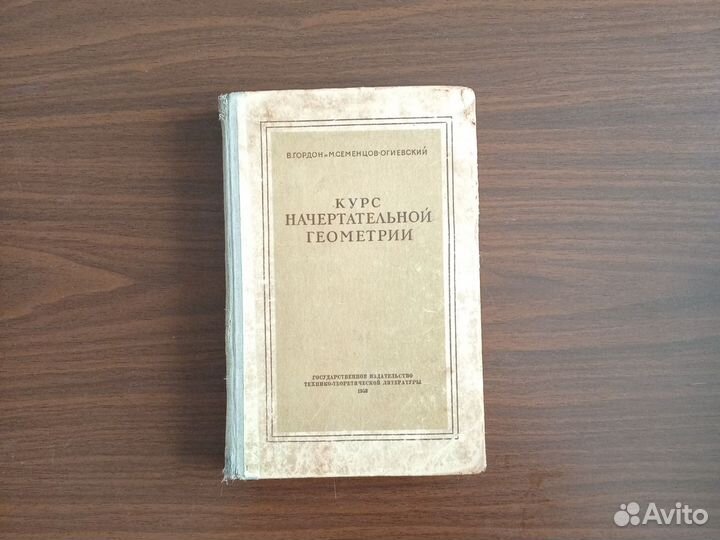 В. ГОРДОН и М. СЕМЕНЦОВ-ОГИЕВСКИЙ
КУРС
НАЧЕРТАТЕЛЬНОЙ
ГЕОМЕТРИИ
ГОСУДАРСТВЕННОЕ ИЗДАТЕЛЬСТВО
ТЕХНИКО-ТЕОРЕТИЧЕСКОЙ ЛИТЕРАТУРЫ
Avito